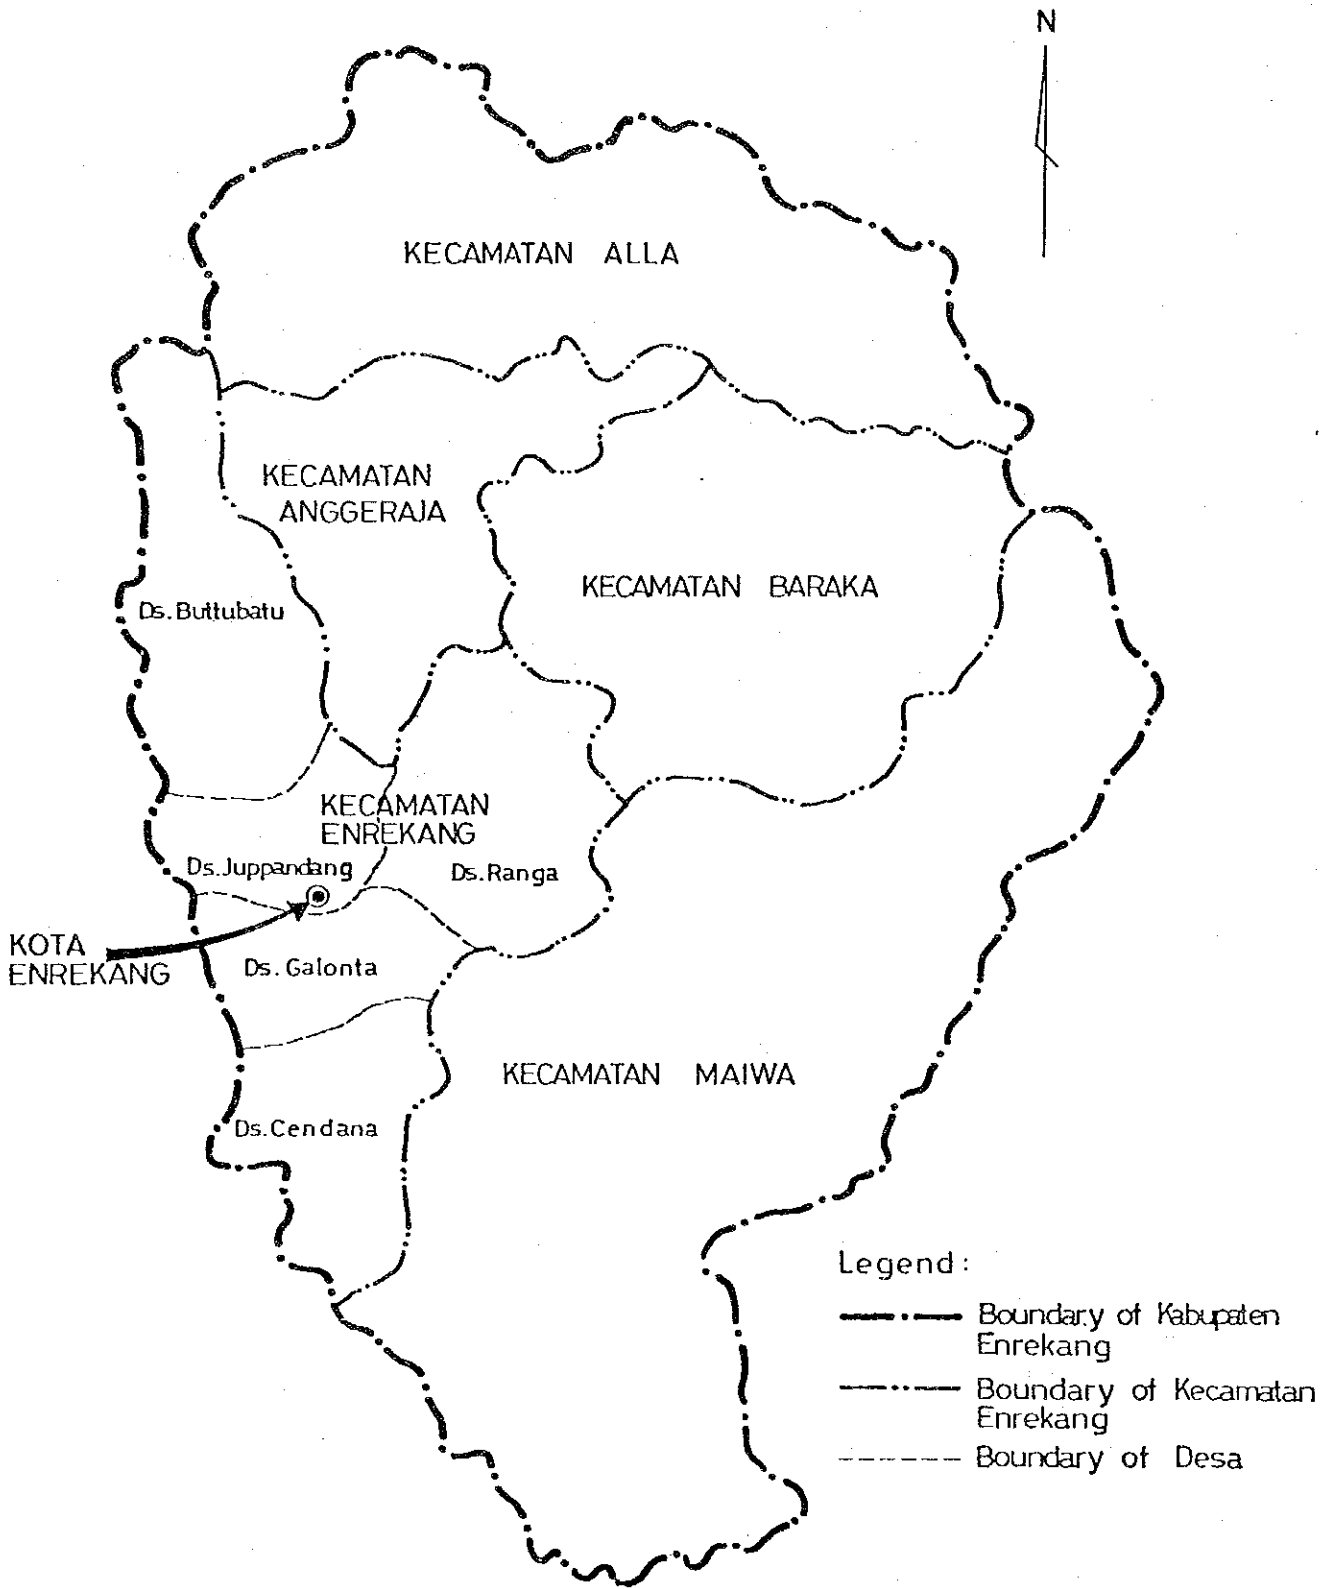 N
KECAMATAN ALLA
KECAMATAN
ANGGERAJA
KECAMATAN BARAKA
Ds.Buttubatu
KECAMATAN
ENREKANG
Ds.Juppandang
Ds.Ranga
KOTA
ENREKANG
Ds. Galonta
KECAMATAN MAIWA
Ds.Cendana
Legend :
Boundary of Kabupaten
Enrekang
Boundary of Kecamatan
Enrekang
Boundary of Desa